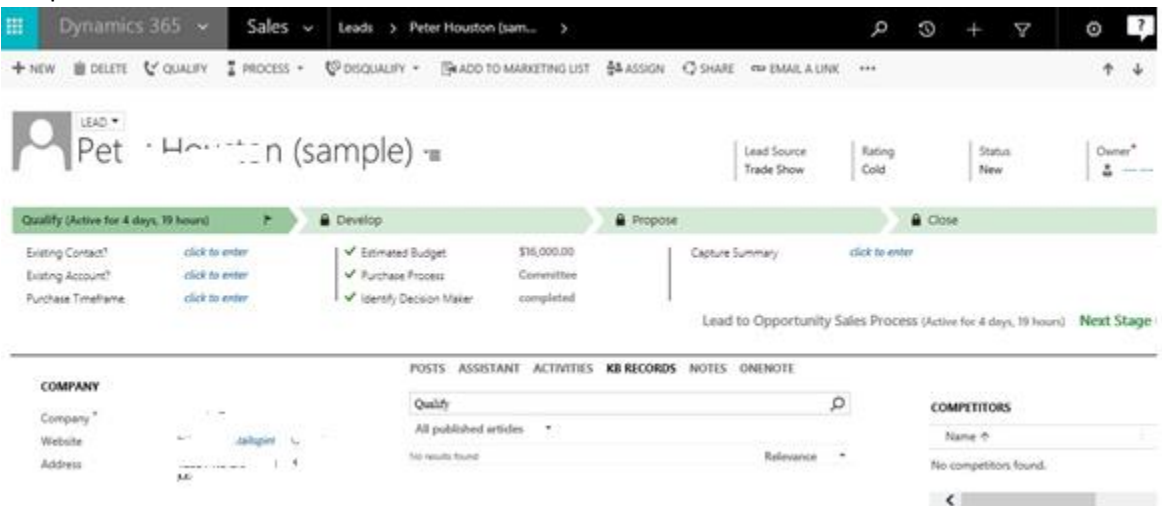 Dynamics 365 Sales Leads > Peter Houston (sam... > ?
+ NEW DELETE QUALIFY PROCESS DISQUALIFY ADD TO MARKETING LIST ASSIGN SHARE EMAIL A LINK ...
LEAD
Pet n (sample)
Lead Source Rating Status Owner*
Trade Show Cold New
Qualify (Active for 4 days, 19 hours) Develop Propose Close
Existing Contact? click to enter Estimated Budget $16,000.00 Capture Summary click to enter
Existing Account? click to enter Purchase Process Committee
Purchase Timeframe click to enter Identify Decision Maker completed
Lead to Opportunity Sales Process (Active for 4 days, 19 hours) Next Stage
POSTS ASSISTANT ACTIVITIES KB RECORDS NOTES ONENOTE
COMPANY
Qualify
COMPETITORS
Company *
All published articles
Name
Website
No results found Relevance
Address
No competitors found.